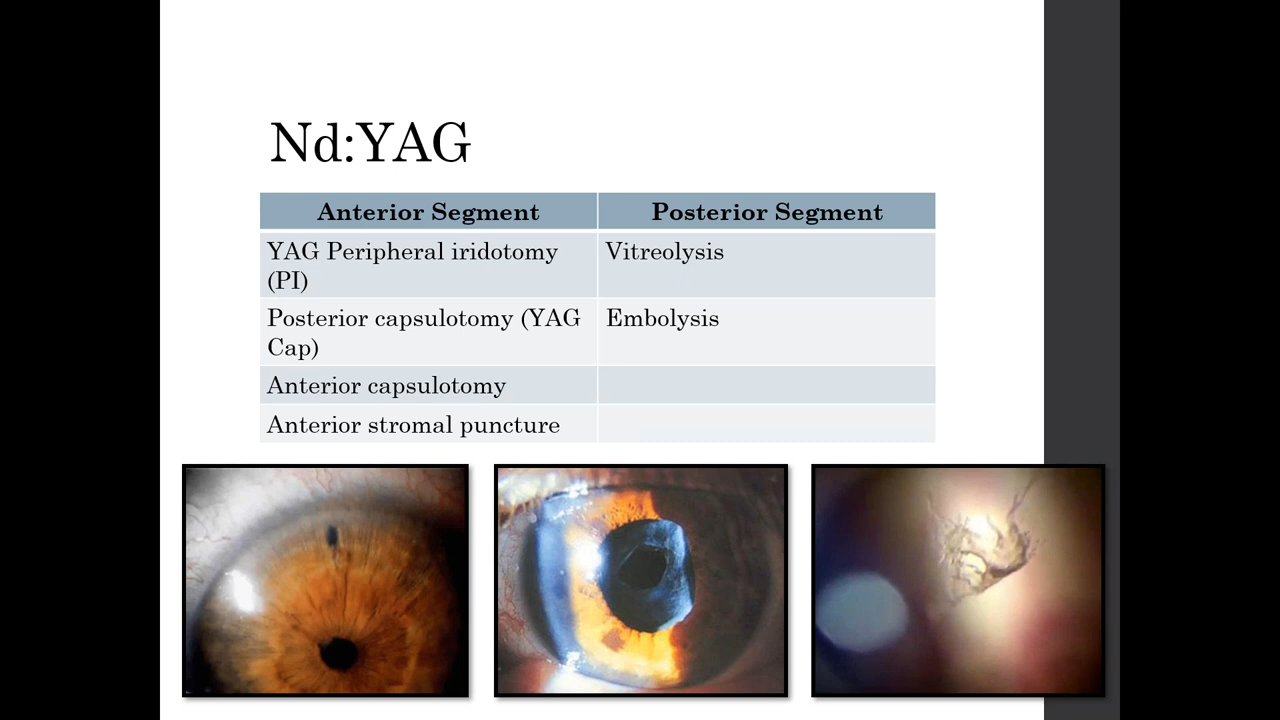 Nd:YAG
Anterior Segment
Posterior Segment
YAG Peripheral iridotomy
(PI)
Vitreolysis
Posterior capsulotomy (YAG
Cap)
Embolysis
Anterior capsulotomy
Anterior stromal puncture